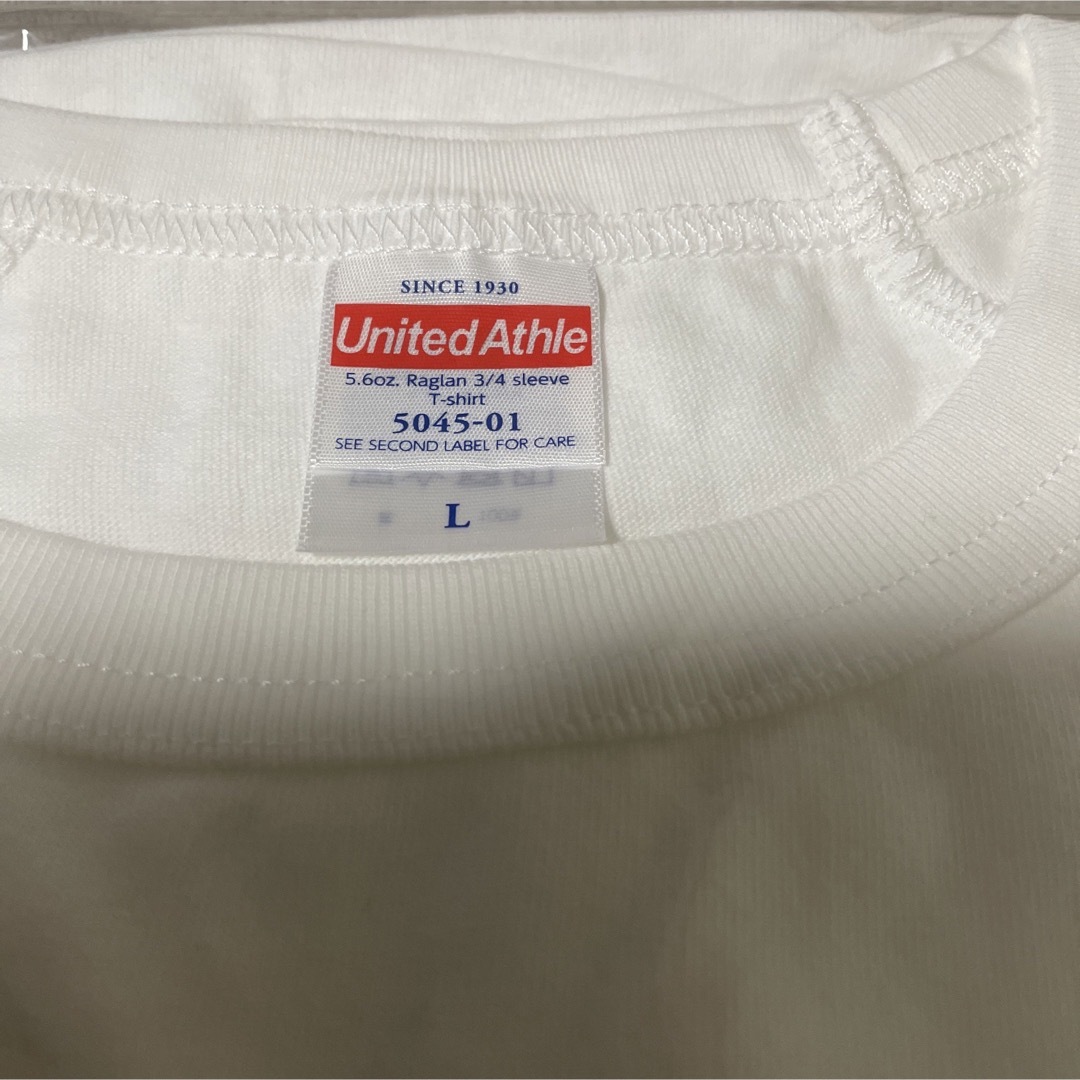 SINCE 1930
United Athle
5.6oz. Raglan 3/4 sleeve
T-shirt
5045-01
SEE SECOND LABEL FOR CARE
L